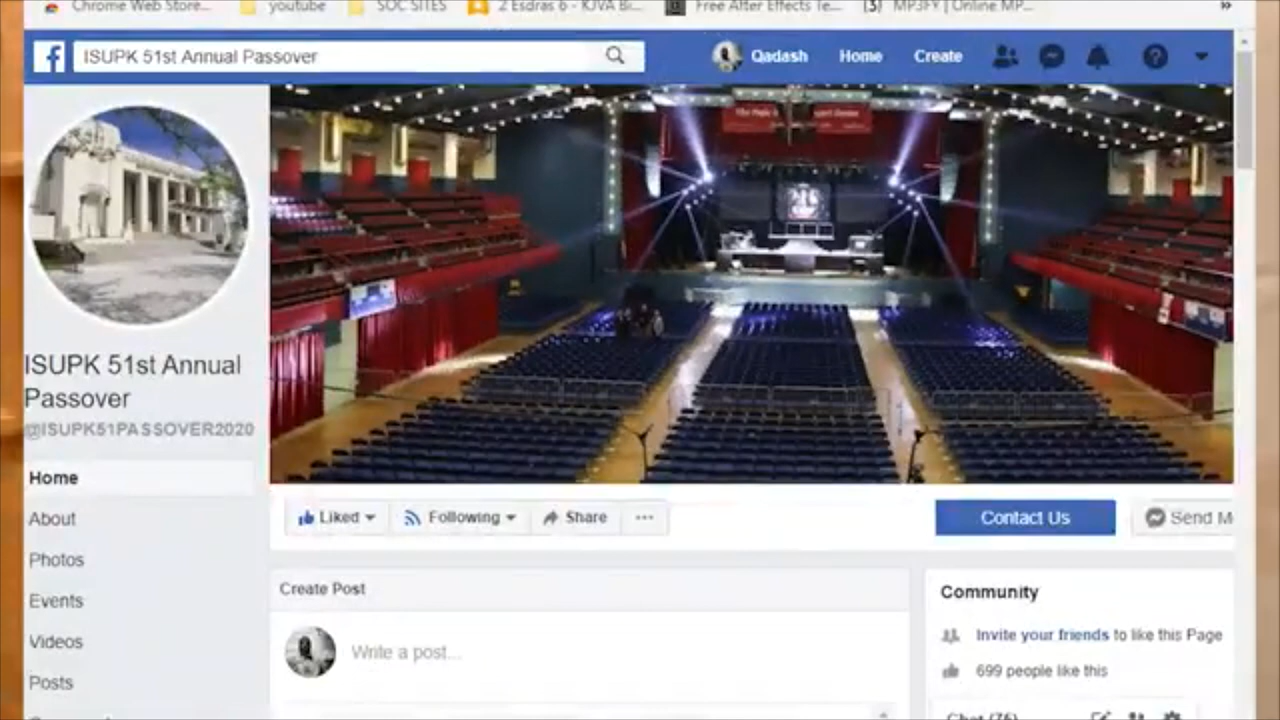 Chrome Web Store...
youtube
SOC SITES
2 Esdras 6 - KJVA Bi...
Free After Effects Te...
(3) MP3FY | Online MP...
»
f
ISUPK 51st Annual Passover
Qadash
Home
Create
ISUPK 51st Annual
Passover
@ISUPK51PASSOVER2020
Home
About
Photos
Events
Videos
Posts
Liked
Following
Share
...
Contact Us
Send M
Create Post
Write a post...
Community
Invite your friends to like this Page
699 people like this
Chat (76)